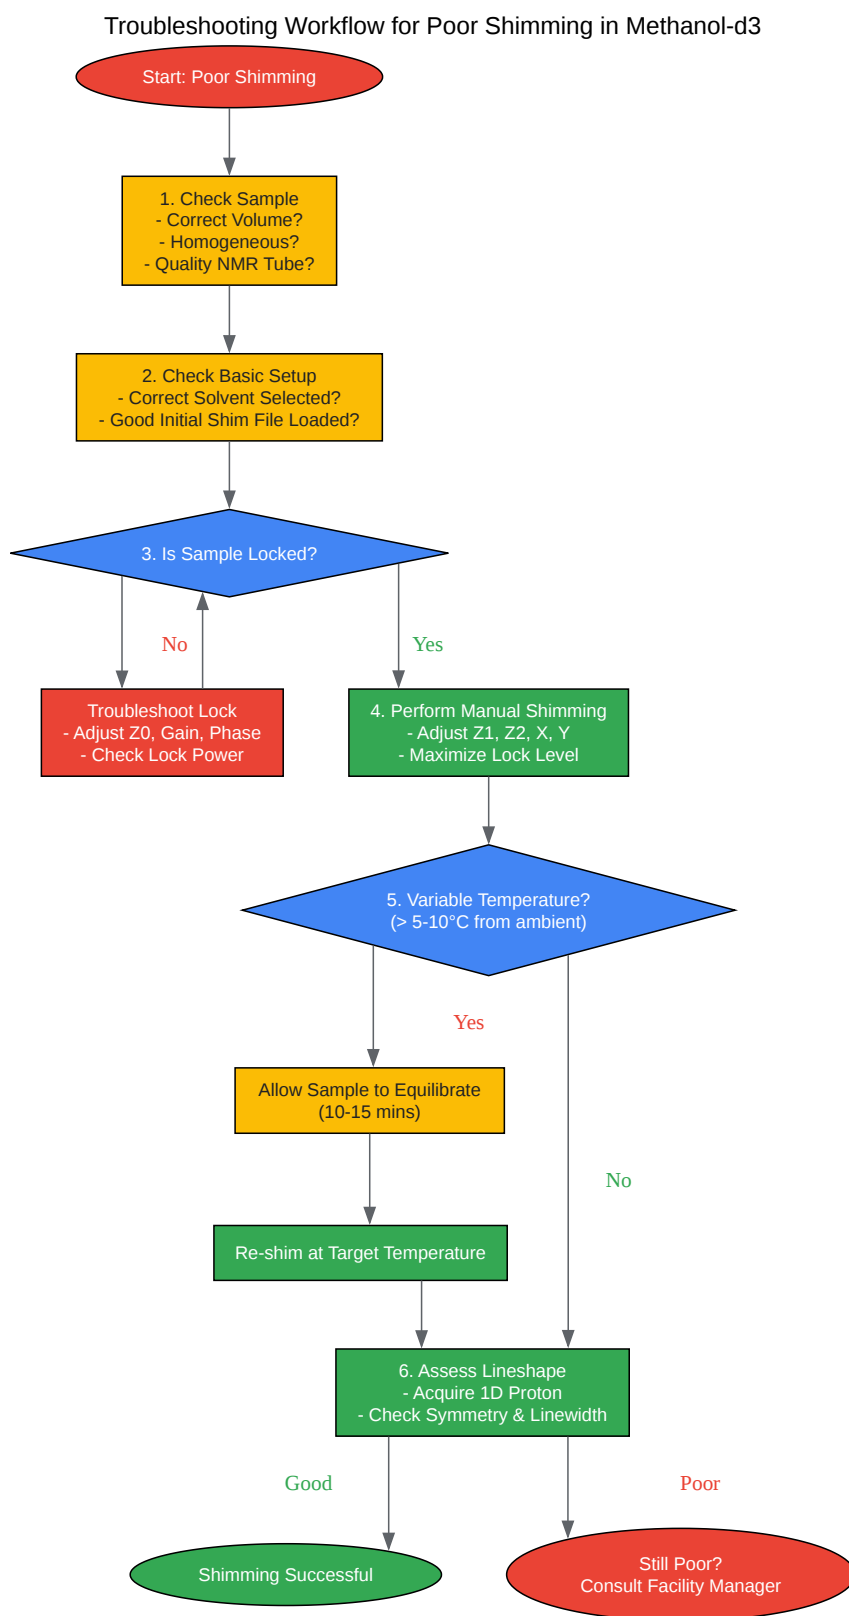 Troubleshooting Workflow for Poor Shimming in Methanol-d3
Start: Poor Shimming
1. Check Sample
- Correct Volume?
- Homogeneous?
- Quality NMR Tube?
2. Check Basic Setup
- Correct Solvent Selected?
- Good Initial Shim File Loaded?
3. Is Sample Locked?
No
Yes
Troubleshoot Lock
- Adjust Z0, Gain, Phase
- Check Lock Power
4. Perform Manual Shimming
- Adjust Z1, Z2, X, Y
- Maximize Lock Level
5. Variable Temperature?
(> 5-10°C from ambient)
Yes
Allow Sample to Equilibrate
(10-15 mins)
No
Re-shim at Target Temperature
6. Assess Lineshape
- Acquire 1D Proton
- Check Symmetry & Linewidth
Good
Poor
Shimming Successful
Still Poor?
Consult Facility Manager